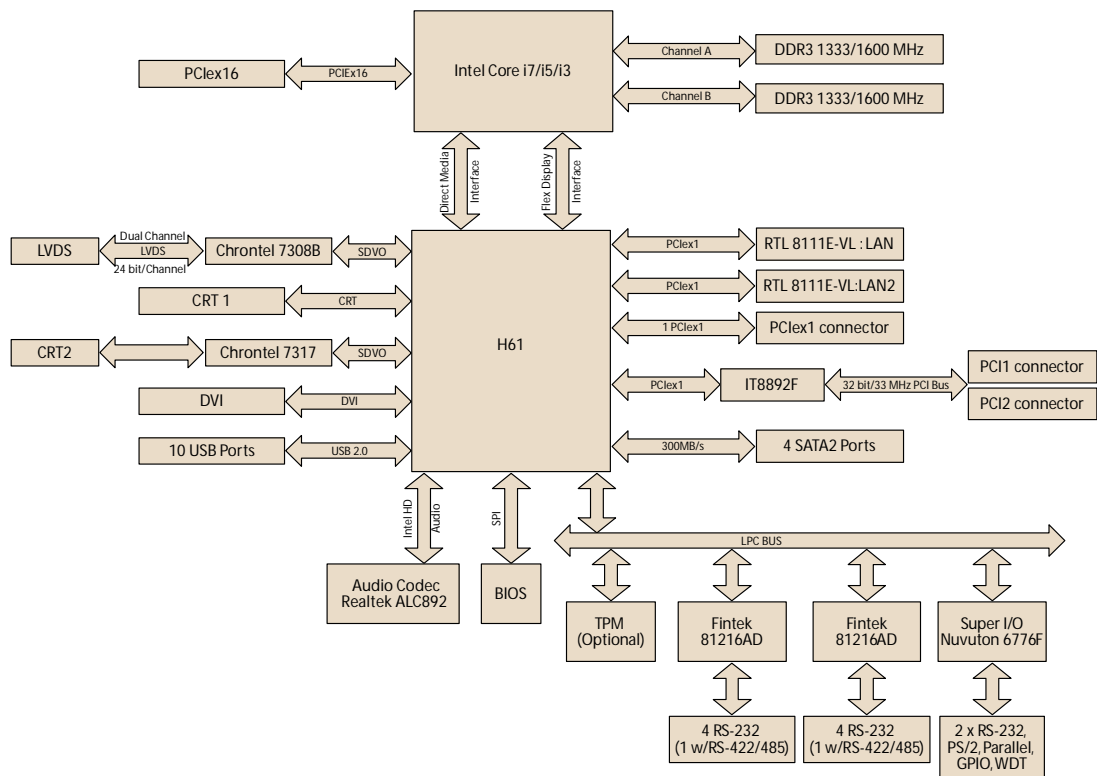 Intel Core i7/i5/i3
PCIex16
PCIEx16
Channel A
DDR3 1333/1600 MHz
Channel B
DDR3 1333/1600 MHz
Direct Media
Interface
Flex Display
Interface
H61
LVDS
Dual Channel
LVDS
24 bit/Channel
Chrontel 7308B
SDVO
CRT 1
CRT
CRT2
Chrontel 7317
SDVO
DVI
DVI
10 USB Ports
USB 2.0
PCIex1
RTL 8111E-VL : LAN
PCIex1
RTL 8111E-VL:LAN2
1 PCIex1
PCIex1 connector
PCIex1
IT8892F
32 bit/33 MHz PCI Bus
PCI1 connector
PCI2 connector
300MB/s
4 SATA2 Ports
Intel HD
Audio
SPI
LPC BUS
Audio Codec
Realtek ALC892
BIOS
TPM
(Optional)
Fintek
81216AD
Fintek
81216AD
Super I/O
Nuvuton 6776F
4 RS-232
(1 w/RS-422/485)
4 RS-232
(1 w/RS-422/485)
2 x RS-232,
PS/2, Parallel,
GPIO, WDT